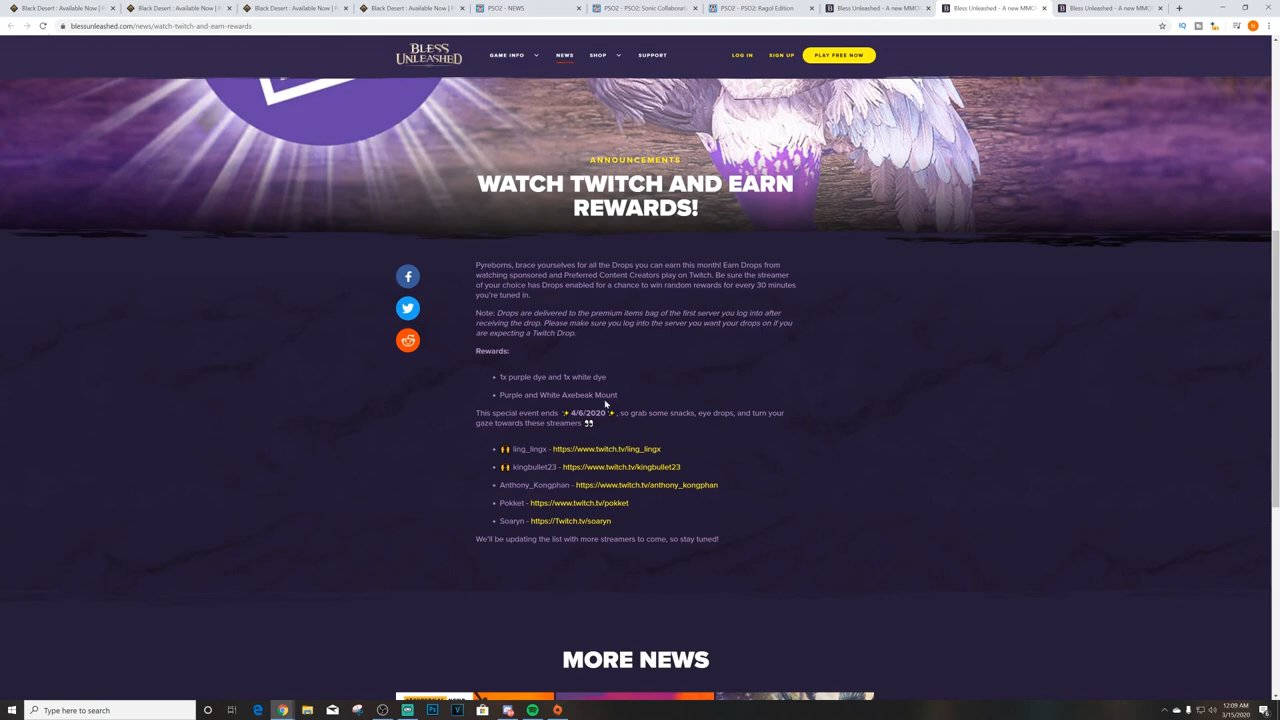 Black Desert : Available Now | P
Black Desert : Available Now | P
Black Desert : Available Now | P
Black Desert : Available Now | P
PSO2 - NEWS
PSO2 - PSO2: Sonic Collaborati
PSO2 - PSO2: Ragol Edition
Bless Unleashed - A new MMO
Bless Unleashed - A new MMO
Bless Unleashed - A new MMO
blessunleashed.com/news/watch-twitch-and-earn-rewards
BLESS
UNLEASHED
GAME INFO
NEWS
SHOP
SUPPORT
LOG IN
SIGN UP
PLAY FREE NOW
ANNOUNCEMENTS
WATCH TWITCH AND EARN
REWARDS!
Pyreborns, brace yourselves for all the Drops you can earn this month! Earn Drops from
watching sponsored and Preferred Content Creators play on Twitch. Be sure the streamer
of your choice has Drops enabled for a chance to win random rewards for every 30 minutes
you're tuned in.
Note: Drops are delivered to the premium items bag of the first server you log into after
receiving the drop. Please make sure you log into the server you want your drops on if you
are expecting a Twitch Drop.
Rewards:
• 1x purple dye and 1x white dye
• Purple and White Axebeak Mount
This special event ends ✨ 4/6/2020 ✨, so grab some snacks, eye drops, and turn your
gaze towards these streamers 👀
• 🙌 ling_lingx - https://www.twitch.tv/ling_lingx
• 🙌 kingbullet23 - https://www.twitch.tv/kingbullet23
• Anthony_Kongphan - https://www.twitch.tv/anthony_kongphan
• Pokket - https://www.twitch.tv/pokket
• Soaryn - https://Twitch.tv/soaryn
We'll be updating the list with more streamers to come, so stay tuned!
MORE NEWS
Type here to search
12:09 AM
3/15/2020